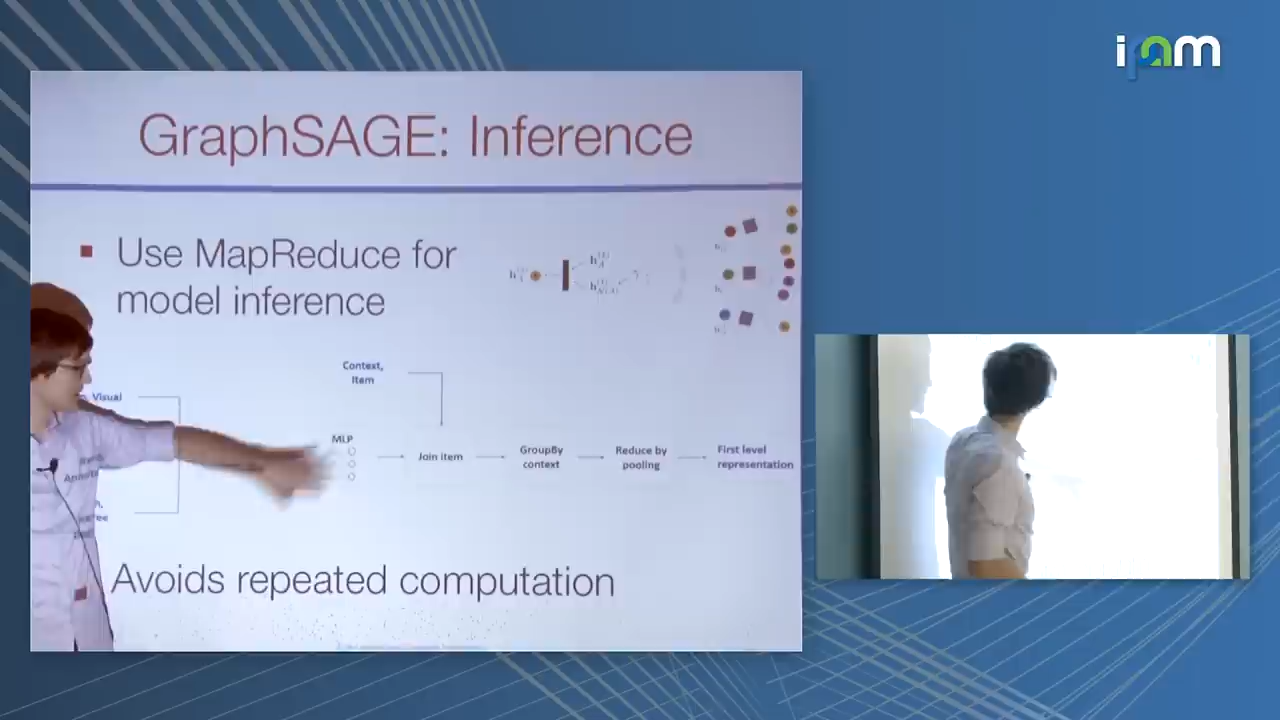 ipam
GraphSAGE: Inference
Use MapReduce for
model inference
Context,
Item
Visual
MLP
Join item
GroupBy
context
Reduce by
pooling
First level
representation
Avoids repeated computation